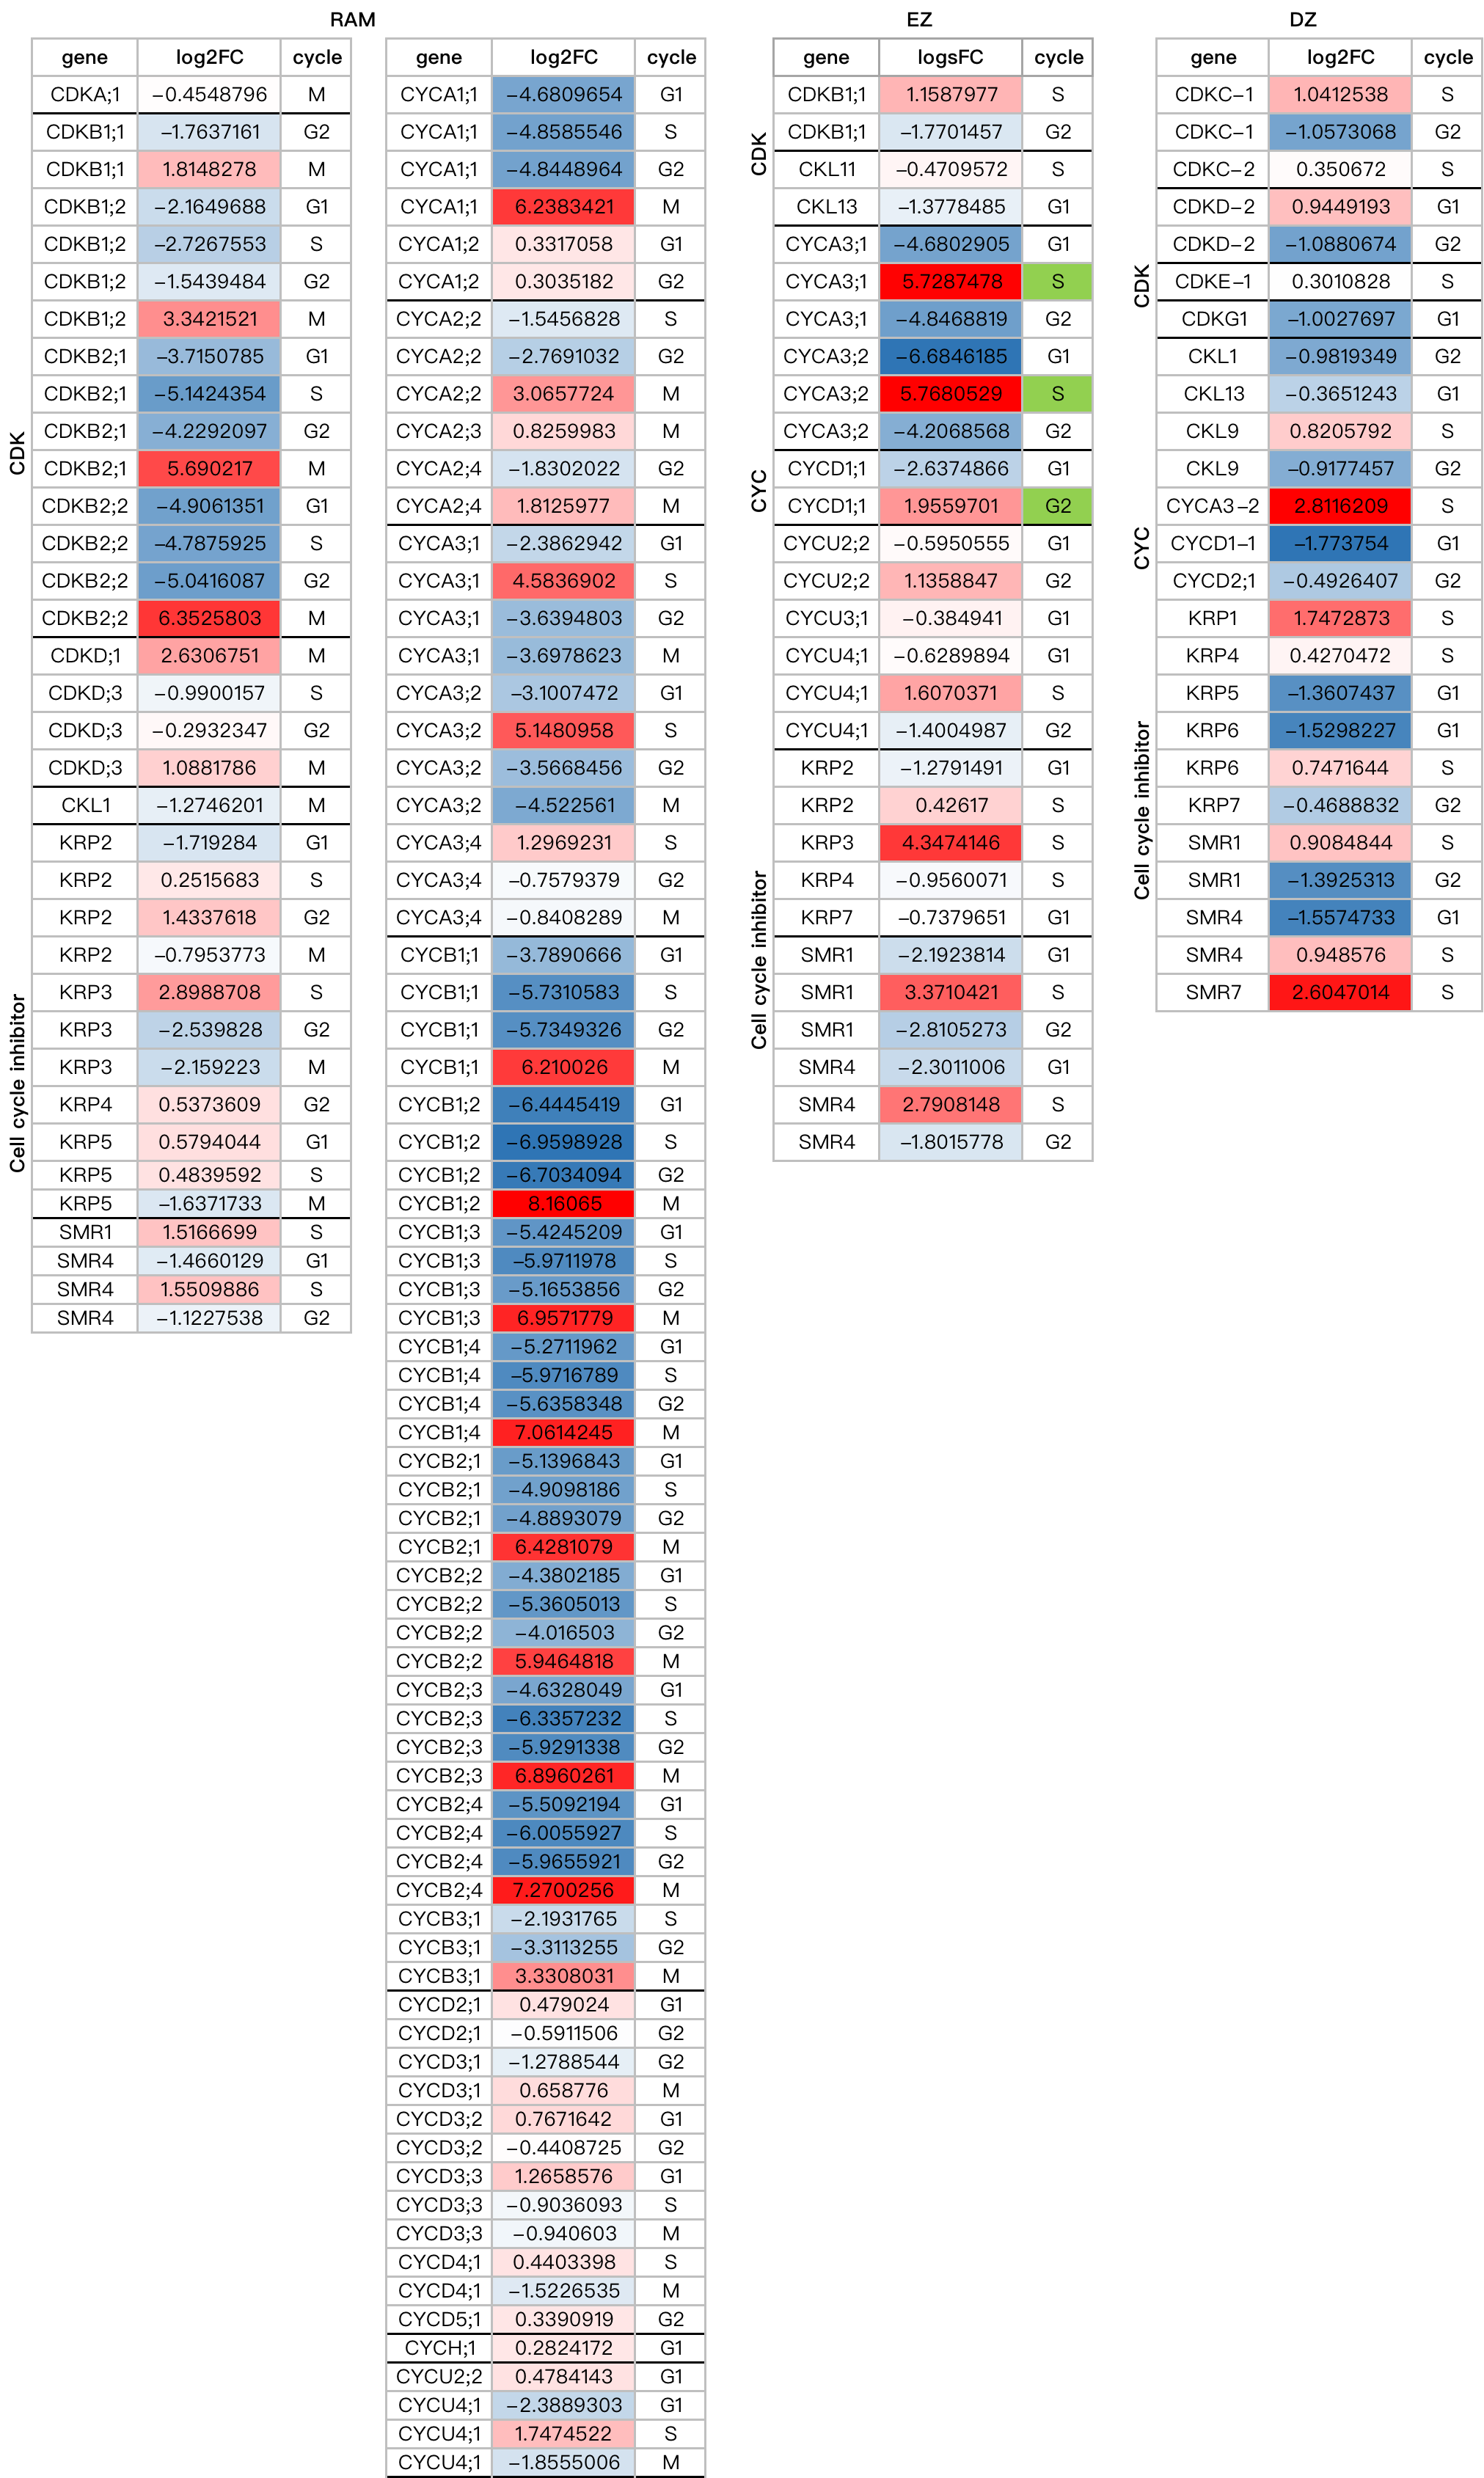 RAM
CDK
Cell cycle inhibitor
gene log2FC cycle
CDKA;1 −0.4548796 M
CDKB1;1 −1.7637161 G2
CDKB1;1 1.8148278 M
CDKB1;2 −2.1649688 G1
CDKB1;2 −2.7267553 S
CDKB1;2 −1.5439484 G2
CDKB1;2 3.3421521 M
CDKB2;1 −3.7150785 G1
CDKB2;1 −5.1424354 S
CDKB2;1 −4.2292097 G2
CDKB2;1 5.690217 M
CDKB2;2 −4.9061351 G1
CDKB2;2 −4.7875925 S
CDKB2;2 −5.0416087 G2
CDKB2;2 6.3525803 M
CDKD;1 2.6306751 M
CDKD;3 −0.9900157 S
CDKD;3 −0.2932347 G2
CDKD;3 1.0881786 M
CKL1 −1.2746201 M
KRP2 −1.719284 G1
KRP2 0.2515683 S
KRP2 1.4337618 G2
KRP2 −0.7953773 M
KRP3 2.8988708 S
KRP3 −2.539828 G2
KRP3 −2.159223 M
KRP4 0.5373609 G2
KRP5 0.5794044 G1
KRP5 0.4839592 S
KRP5 −1.6371733 M
SMR1 1.5166699 S
SMR4 −1.4660129 G1
SMR4 1.5509886 S
SMR4 −1.1227538 G2
gene log2FC cycle
CYCA1;1 −4.6809654 G1
CYCA1;1 −4.8585546 S
CYCA1;1 −4.8448964 G2
CYCA1;1 6.2383421 M
CYCA1;2 0.3317058 G1
CYCA1;2 0.3035182 G2
CYCA2;2 −1.5456828 S
CYCA2;2 −2.7691032 G2
CYCA2;2 3.0657724 M
CYCA2;3 0.8259983 M
CYCA2;4 −1.8302022 G2
CYCA2;4 1.8125977 M
CYCA3;1 −2.3862942 G1
CYCA3;1 4.5836902 S
CYCA3;1 −3.6394803 G2
CYCA3;1 −3.6978623 M
CYCA3;2 −3.1007472 G1
CYCA3;2 5.1480958 S
CYCA3;2 −3.5668456 G2
CYCA3;2 −4.522561 M
CYCA3;4 1.2969231 S
CYCA3;4 −0.7579379 G2
CYCA3;4 −0.8408289 M
CYCB1;1 −3.7890666 G1
CYCB1;1 −5.7310583 S
CYCB1;1 −5.7349326 G2
CYCB1;1 6.210026 M
CYCB1;2 −6.4445419 G1
CYCB1;2 −6.9598928 S
CYCB1;2 −6.7034094 G2
CYCB1;2 8.16065 M
CYCB1;3 −5.4245209 G1
CYCB1;3 −5.9711978 S
CYCB1;3 −5.1653856 G2
CYCB1;3 6.9571779 M
CYCB1;4 −5.2711962 G1
CYCB1;4 −5.9716789 S
CYCB1;4 −5.6358348 G2
CYCB1;4 7.0614245 M
CYCB2;1 −5.1396843 G1
CYCB2;1 −4.9098186 S
CYCB2;1 −4.8893079 G2
CYCB2;1 6.4281079 M
CYCB2;2 −4.3802185 G1
CYCB2;2 −5.3605013 S
CYCB2;2 −4.016503 G2
CYCB2;2 5.9464818 M
CYCB2;3 −4.6328049 G1
CYCB2;3 −6.3357232 S
CYCB2;3 −5.9291338 G2
CYCB2;3 6.8960261 M
CYCB2;4 −5.5092194 G1
CYCB2;4 −6.0055927 S
CYCB2;4 −5.9655921 G2
CYCB2;4 7.2700256 M
CYCB3;1 −2.1931765 S
CYCB3;1 −3.3113255 G2
CYCB3;1 3.3308031 M
CYCD2;1 0.479024 G1
CYCD2;1 −0.5911506 G2
CYCD3;1 −1.2788544 G2
CYCD3;1 0.658776 M
CYCD3;2 0.7671642 G1
CYCD3;2 −0.4408725 G2
CYCD3;3 1.2658576 G1
CYCD3;3 −0.9036093 S
CYCD3;3 −0.940603 M
CYCD4;1 0.4403398 S
CYCD4;1 −1.5226535 M
CYCD5;1 0.3390919 G2
CYCH;1 0.2824172 G1
CYCU2;2 0.4784143 G1
CYCU4;1 −2.3889303 G1
CYCU4;1 1.7474522 S
CYCU4;1 −1.8555006 M
EZ
CDK
CYC
Cell cycle inhibitor
gene logsFC cycle
CDKB1;1 1.1587977 S
CDKB1;1 −1.7701457 G2
CKL11 −0.4709572 S
CKL13 −1.3778485 G1
CYCA3;1 −4.6802905 G1
CYCA3;1 5.7287478 S
CYCA3;1 −4.8468819 G2
CYCA3;2 −6.6846185 G1
CYCA3;2 5.7680529 S
CYCA3;2 −4.2068568 G2
CYCD1;1 −2.6374866 G1
CYCD1;1 1.9559701 G2
CYCU2;2 −0.5950555 G1
CYCU2;2 1.1358847 G2
CYCU3;1 −0.384941 G1
CYCU4;1 −0.6289894 G1
CYCU4;1 1.6070371 S
CYCU4;1 −1.4004987 G2
KRP2 −1.2791491 G1
KRP2 0.42617 S
KRP3 4.3474146 S
KRP4 −0.9560071 S
KRP7 −0.7379651 G1
SMR1 −2.1923814 G1
SMR1 3.3710421 S
SMR1 −2.8105273 G2
SMR4 −2.3011006 G1
SMR4 2.7908148 S
SMR4 −1.8015778 G2
DZ
CDK
CYC
Cell cycle inhibitor
gene log2FC cycle
CDKC−1 1.0412538 S
CDKC−1 −1.0573068 G2
CDKC−2 0.350672 S
CDKD−2 0.9449193 G1
CDKD−2 −1.0880674 G2
CDKE−1 0.3010828 S
CDKG1 −1.0027697 G1
CKL1 −0.9819349 G2
CKL13 −0.3651243 G1
CKL9 0.8205792 S
CKL9 −0.9177457 G2
CYCA3−2 2.8116209 S
CYCD1−1 −1.773754 G1
CYCD2;1 −0.4926407 G2
KRP1 1.7472873 S
KRP4 0.4270472 S
KRP5 −1.3607437 G1
KRP6 −1.5298227 G1
KRP6 0.7471644 S
KRP7 −0.4688832 G2
SMR1 0.9084844 S
SMR1 −1.3925313 G2
SMR4 −1.5574733 G1
SMR4 0.948576 S
SMR7 2.6047014 S